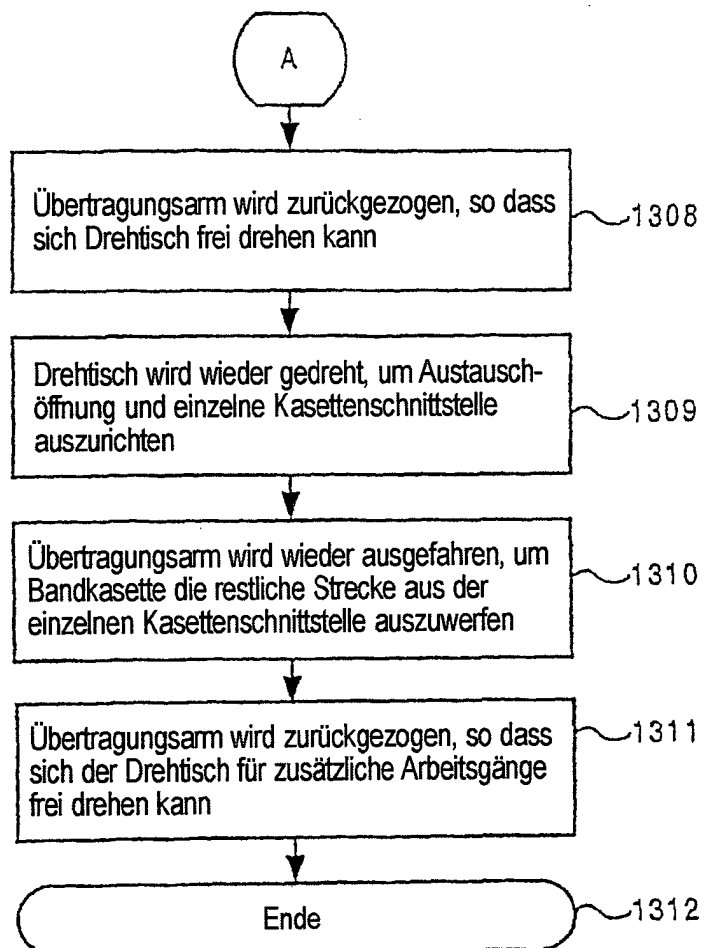 A
Übertragungsarm wird zurückgezogen, so dass
sich Drehtisch frei drehen kann
1308
Drehtisch wird wieder gedreht, um Austausch-
öffnung und einzelne Kasettenschnittstelle
auszurichten
1309
Übertragungsarm wird wieder ausgefahren, um
Bandkasette die restliche Strecke aus der
einzelnen Kasettenschnittstelle auszuwerfen
1310
Übertragungsarm wird zurückgezogen, so dass
sich der Drehtisch für zusätzliche Arbeitsgänge
frei drehen kann
1311
Ende
1312